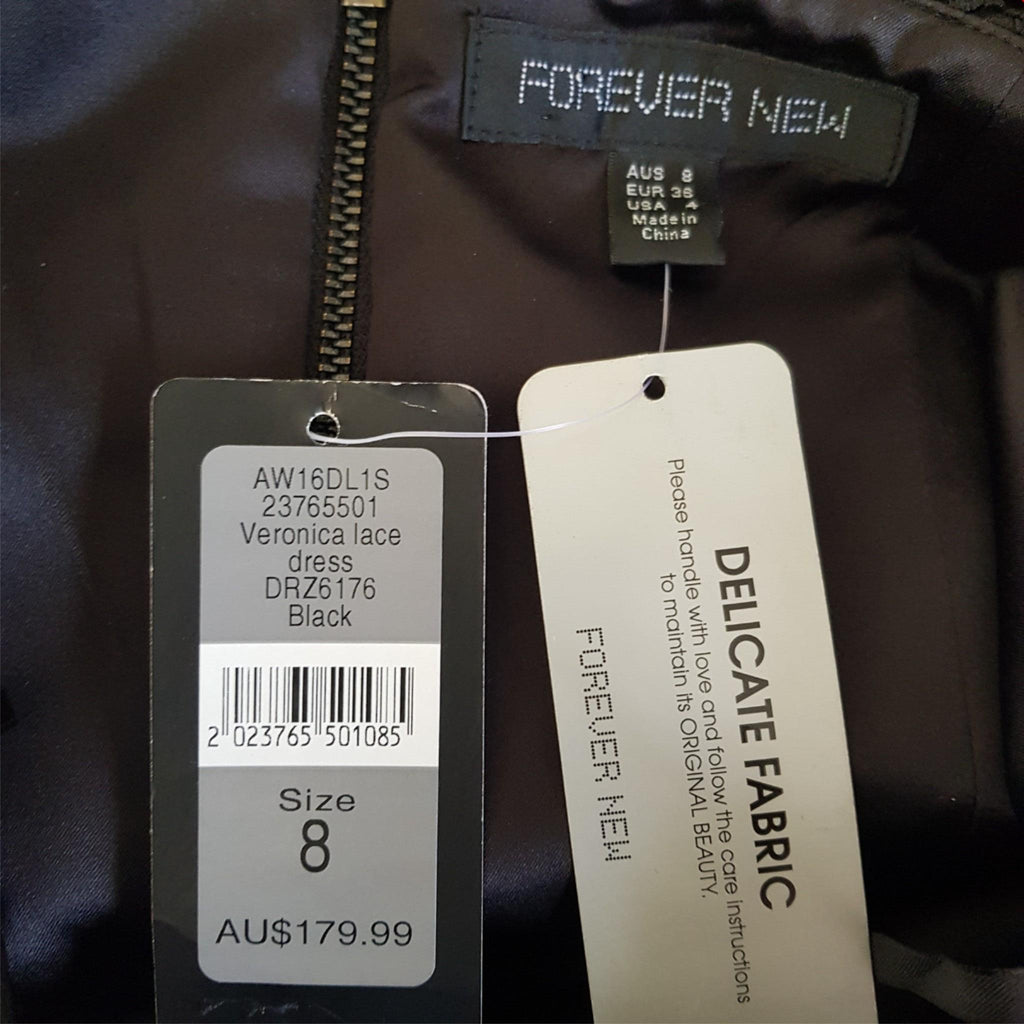 FOREVER NEW
AUS 8
EUR 36
USA 4
Made in
China
AW16DL1S
23765501
Veronica lace
dress
DRZ6176
Black
2 023765 501085
Size
8
AU$179.99
DELICATE FABRIC
Please handle with love and follow the care instructions
to maintain its ORIGINAL BEAUTY.
FOREVER NEW